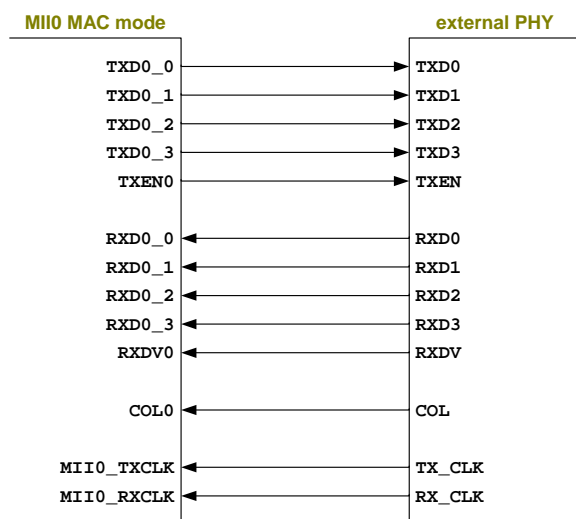 MII0 MAC mode external PHY
TXD0_0 TXD0
TXD0_1 TXD1
TXD0_2 TXD2
TXD0_3 TXD3
TXEN0 TXEN
RXD0_0 RXD0
RXD0_1 RXD1
RXD0_2 RXD2
RXD0_3 RXD3
RXDV0 RXDV
COL0 COL
MII0_TXCLK TX_CLK
MII0_RXCLK RX_CLK